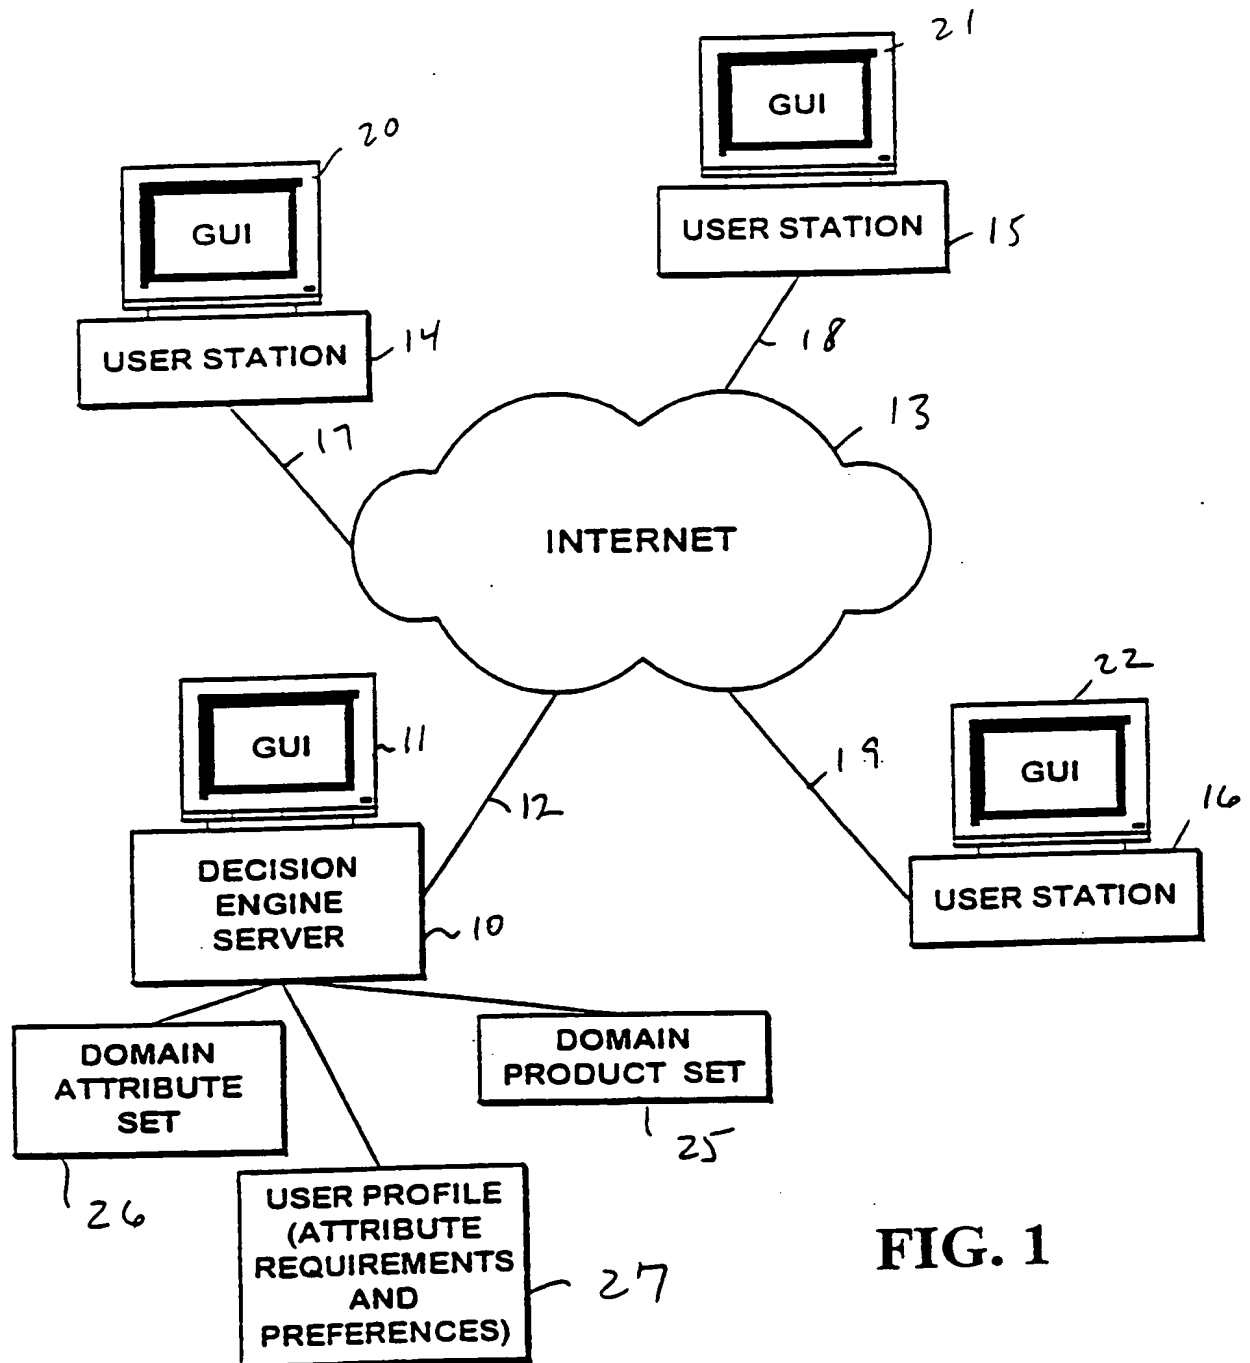 21
GUI
20
USER STATION
15
GUI
14
USER STATION
18
17
13
INTERNET
22
GUI
11
19
GUI
12
16
DECISION
ENGINE
SERVER
10
USER STATION
DOMAIN
ATTRIBUTE
SET
DOMAIN
PRODUCT SET
25
26
USER PROFILE
(ATTRIBUTE
REQUIREMENTS
AND
PREFERENCES)
27
FIG. 1